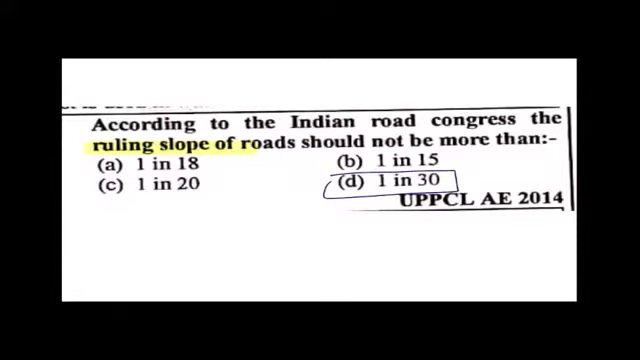 According to the Indian road congress the
ruling slope of roads should not be more than:-
(a) 1 in 18 (b) 1 in 15
(c) 1 in 20 (d) 1 in 30
UPPCL AE 2014